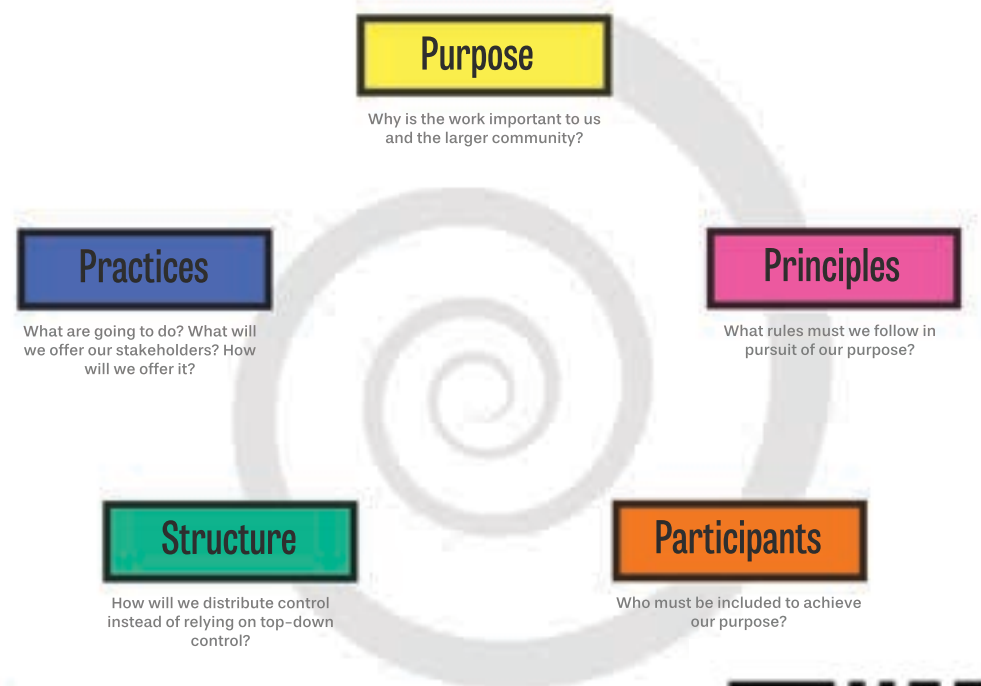 Purpose
Why is the work important to us
and the larger community?
Practices
What are going to do? What will
we offer our stakeholders? How
will we offer it?
Principles
What rules must we follow in
pursuit of our purpose?
Structure
How will we distribute control
instead of relying on top-down
control?
Participants
Who must be included to achieve
our purpose?